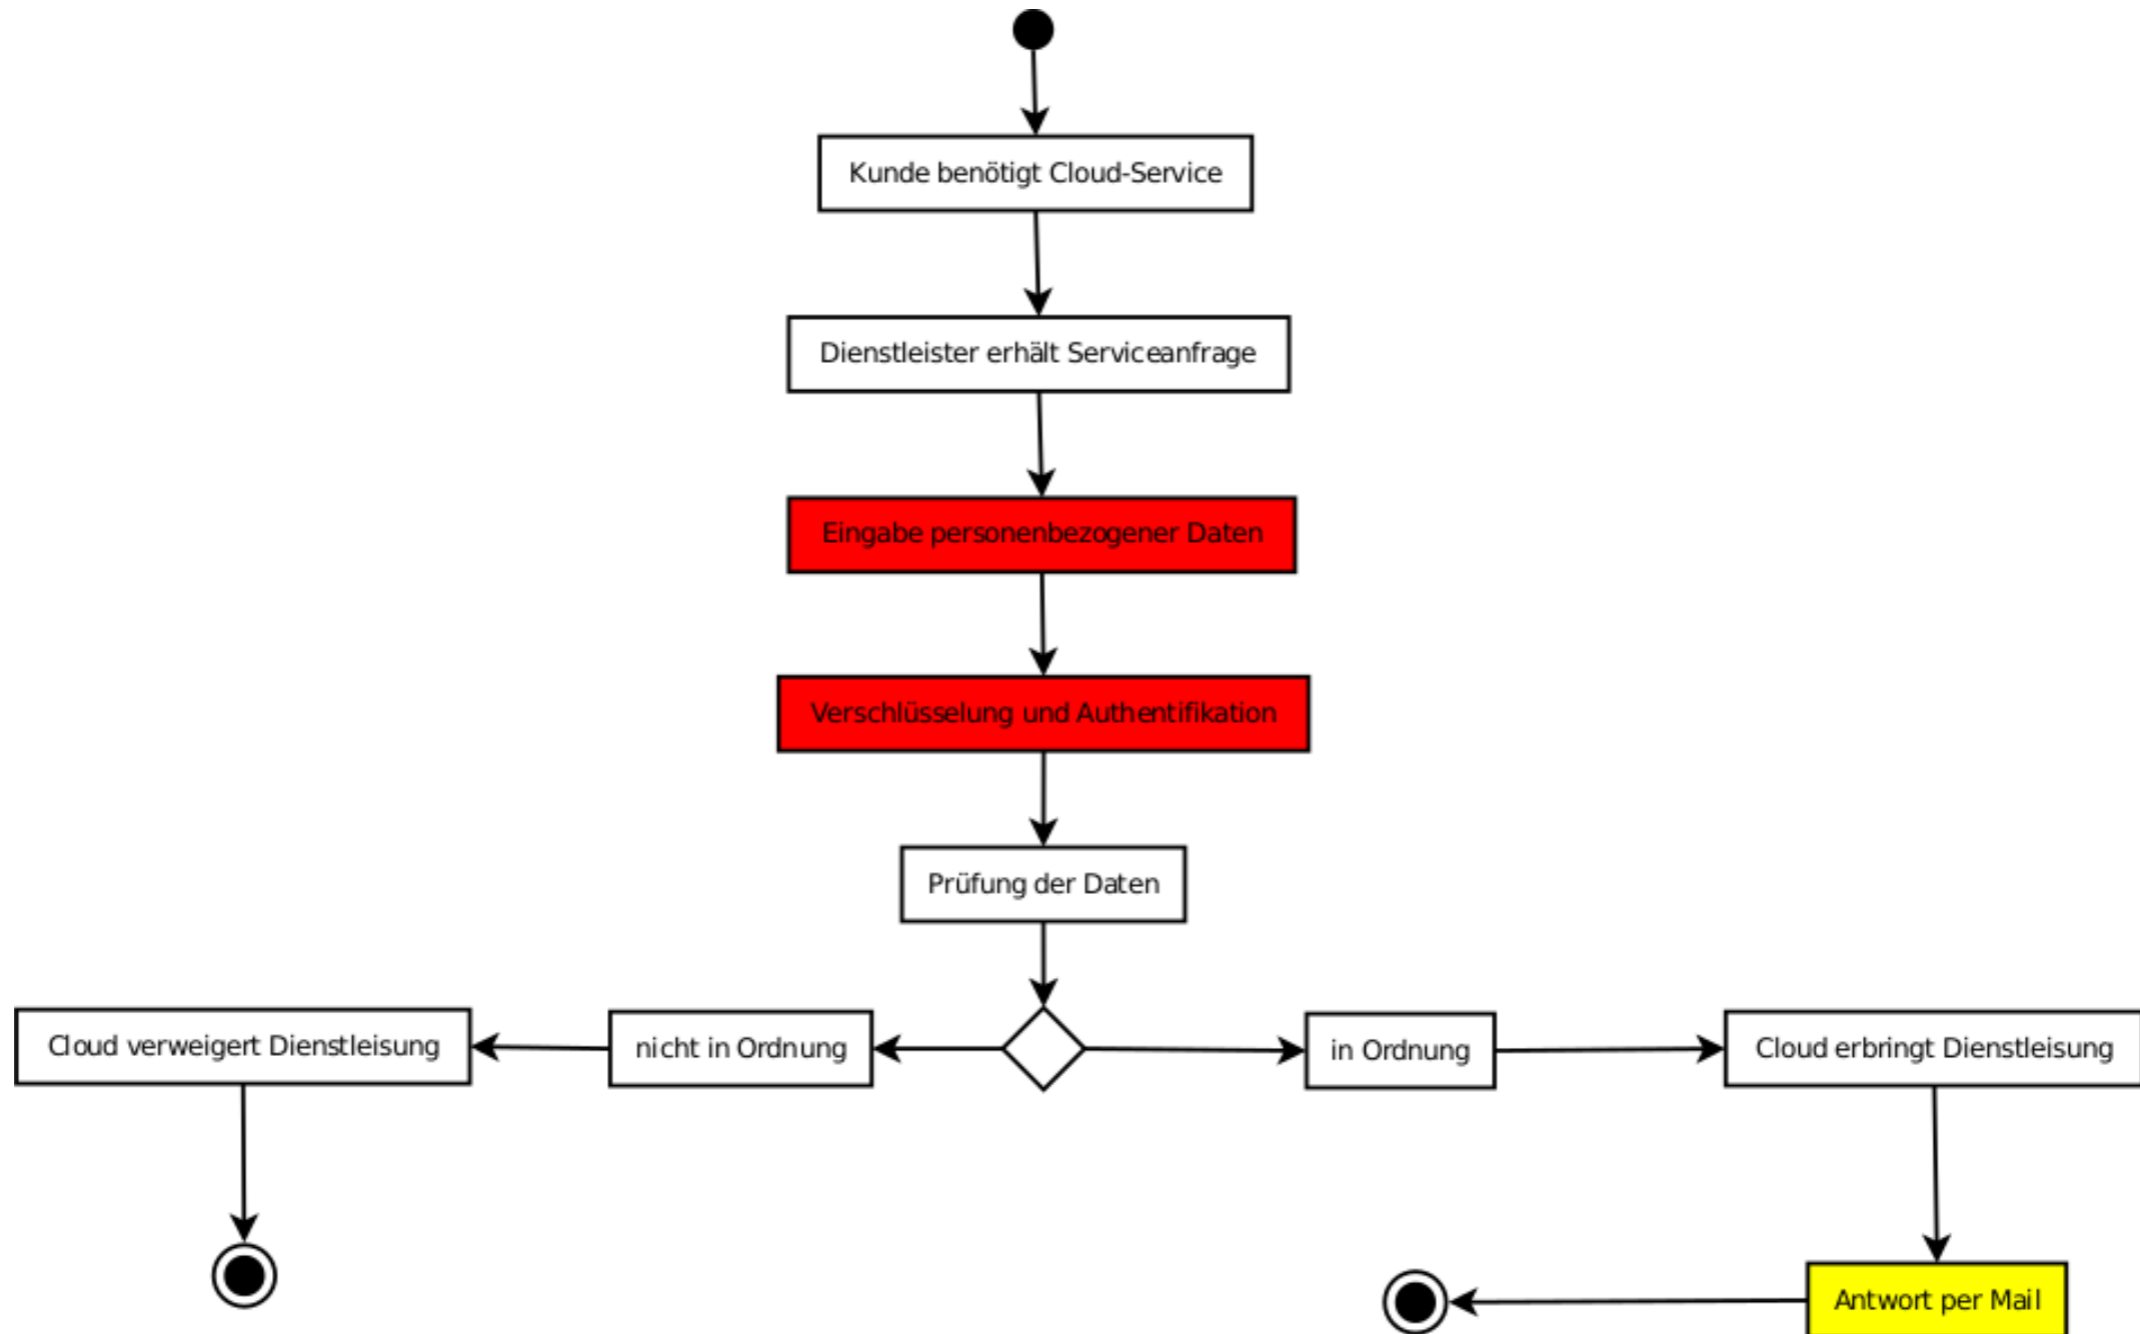 Kunde benötigt Cloud-Service
Dienstleister erhält Serviceanfrage
Eingabe personenbezogener Daten
Verschlüsselung und Authentifikation
Prüfung der Daten
Cloud verweigert Dienstleisung
nicht in Ordnung
in Ordnung
Cloud erbringt Dienstleisung
Antwort per Mail